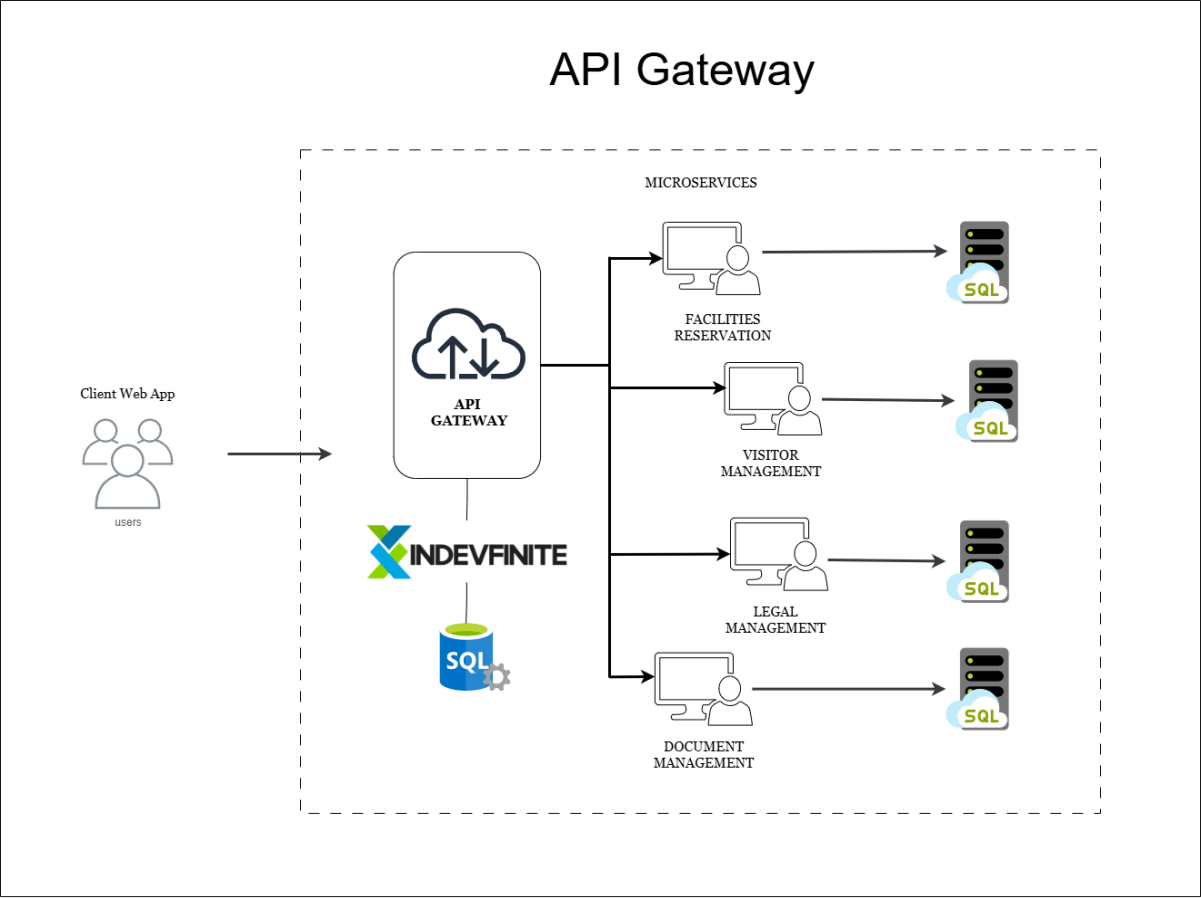 API Gateway
MICROSERVICES
FACILITIES
RESERVATION
SQL
API
GATEWAY
Client Web App
users
VISITOR
MANAGEMENT
SQL
INDEVFINITE
SQL
LEGAL
MANAGEMENT
SQL
DOCUMENT
MANAGEMENT
SQL